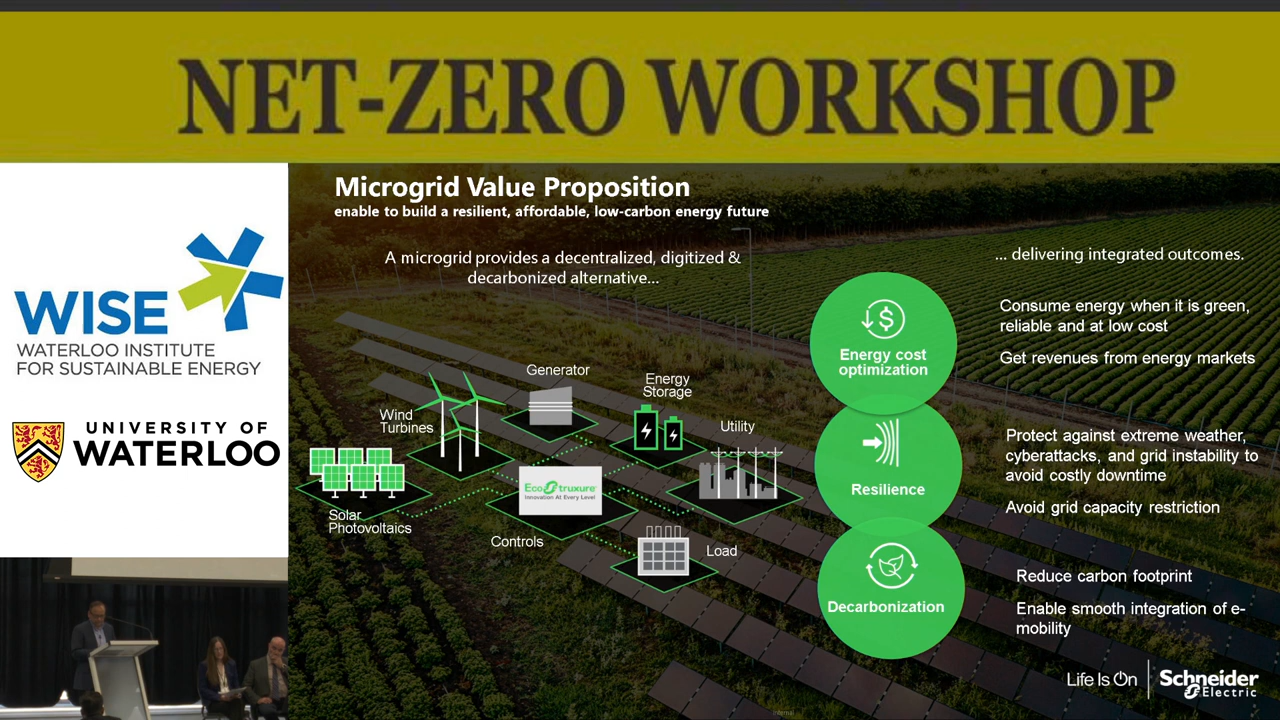 NET-ZERO WORKSHOP
WISE
WATERLOO INSTITUTE
FOR SUSTAINABLE ENERGY
UNIVERSITY OF
WATERLOO
Microgrid Value Proposition
enable to build a resilient, affordable, low-carbon energy future
A microgrid provides a decentralized, digitized &
decarbonized alternative...
Generator
Energy
Storage
Wind
Turbines
Utility
EcoStruxure
Innovation At Every Level
Solar
Photovoltaics
Controls
Load
... delivering integrated outcomes.
$
Energy cost
optimization
Consume energy when it is green,
reliable and at low cost
Get revenues from energy markets
Resilience
Protect against extreme weather,
cyberattacks, and grid instability to
avoid costly downtime
Avoid grid capacity restriction
Decarbonization
Reduce carbon footprint
Enable smooth integration of e-
mobility
Life Is On
Schneider
Electric
Internal